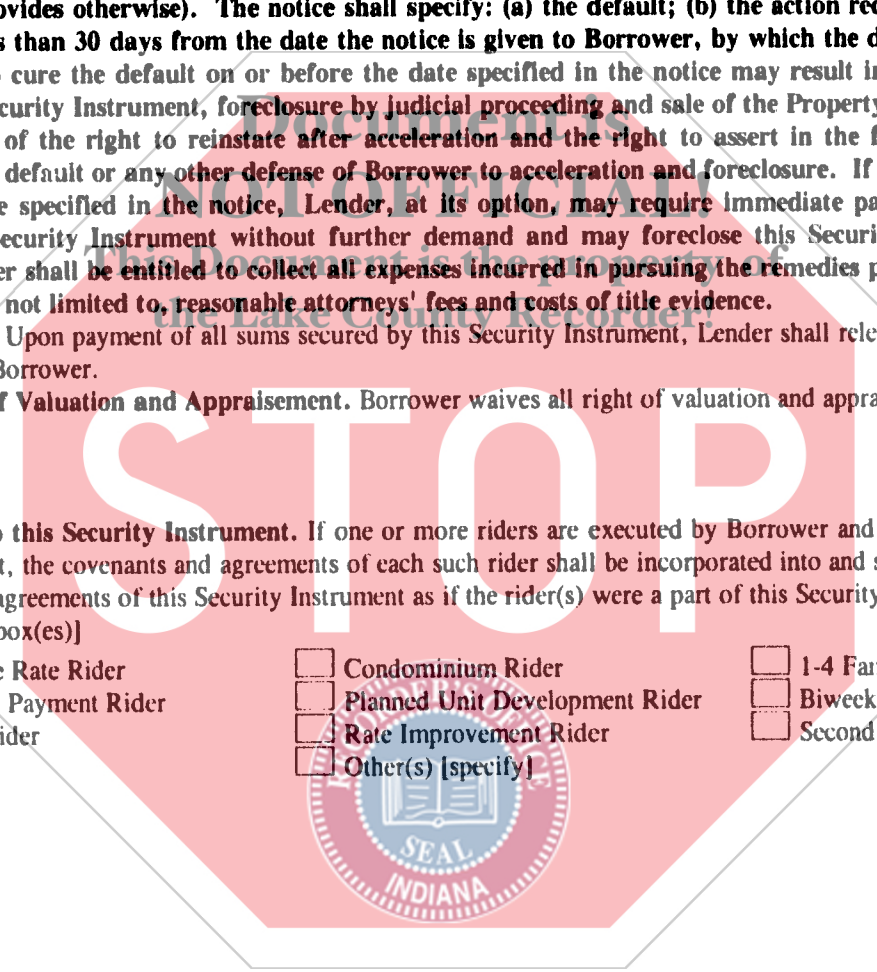 ovides otherwise). The notice shall specify: (a) the default; (b) the action rec
s than 30 days from the date the notice is given to Borrower, by which the d
cure the default on or before the date specified in the notice may result in
curity Instrument, foreclosure by judicial proceeding and sale of the Property
Document is
of the right to reinstate after acceleration and the right to assert in the f
default or any other defense of Borrower to acceleration and foreclosure. If
NOT OFFICIAL!
e specified in the notice, Lender, at its option, may require immediate pa
ecurity Instrument without further demand and may foreclose this Securi
This Document is the property of
er shall be entitled to collect all expenses incurred in pursuing the remedies p
not limited to, reasonable attorneys' fees and costs of title evidence.
the Lake County Recorder!
Upon payment of all sums secured by this Security Instrument, Lender shall rele
Borrower.
f Valuation and Appraisement. Borrower waives all right of valuation and appra
STOP
o this Security Instrument. If one or more riders are executed by Borrower and
t, the covenants and agreements of each such rider shall be incorporated into and s
agreements of this Security Instrument as if the rider(s) were a part of this Security
box(es)]
e Rate Rider
Condominium Rider
1-4 Fam
Payment Rider
Planned Unit Development Rider
Biweek
ider
Rate Improvement Rider
Second
Other(s) [specify]
RECORDER'S OFFICE
SEAL
INDIANA